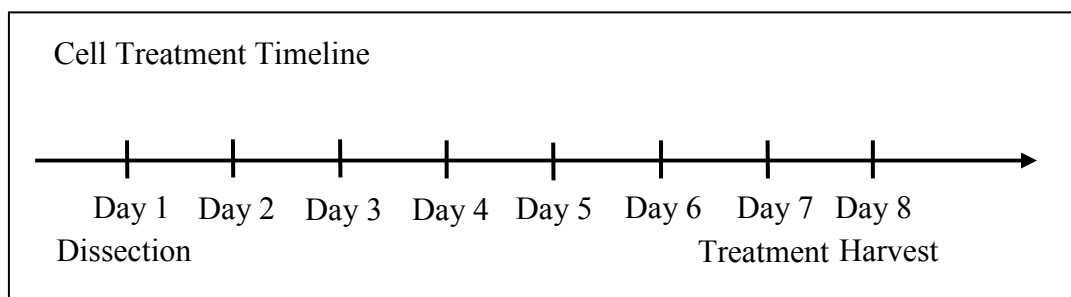 Cell Treatment Timeline
Day 1 Day 2 Day 3 Day 4 Day 5 Day 6 Day 7 Day 8
Dissection Treatment Harvest